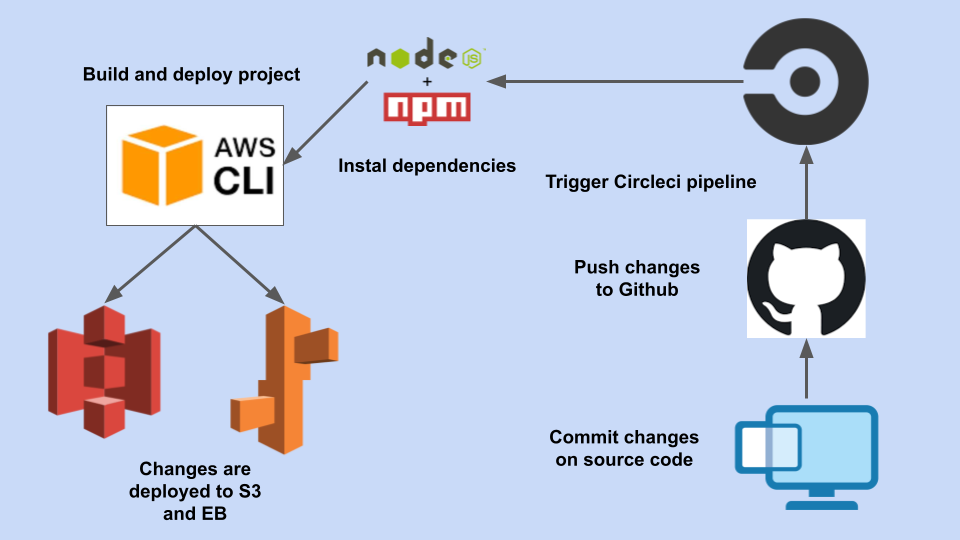 Build and deploy project
node
JS
+
npm
AWS
CLI
Instal dependencies
Trigger Circleci pipeline
Push changes
to Github
Commit changes
on source code
Changes are
deployed to S3
and EB